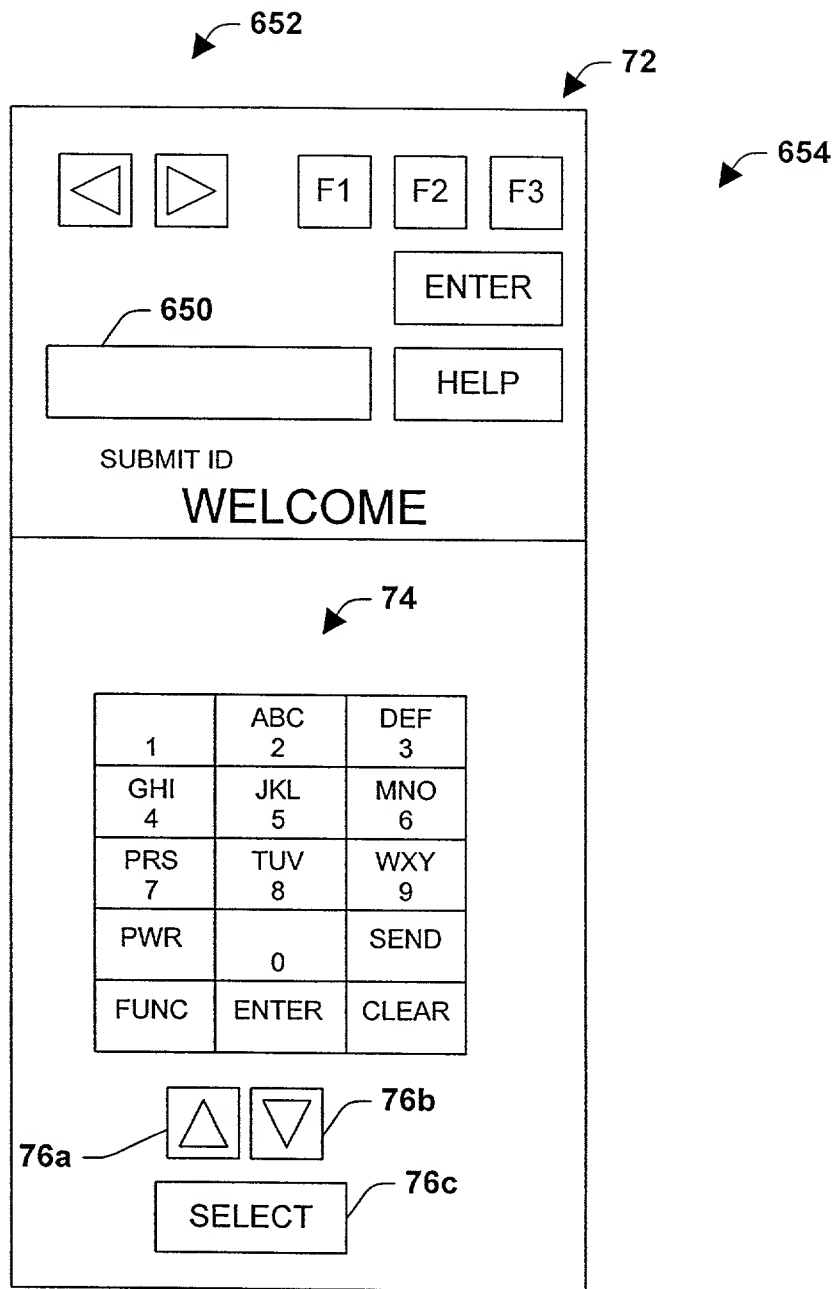 652
72
654
F1 F2 F3
ENTER
650
HELP
SUBMIT ID
WELCOME
74
ABC DEF
1 2 3
GHI JKL MNO
4 5 6
PRS TUV WXY
7 8 9
PWR SEND
0
FUNC ENTER CLEAR
76b
76a
76c
SELECT